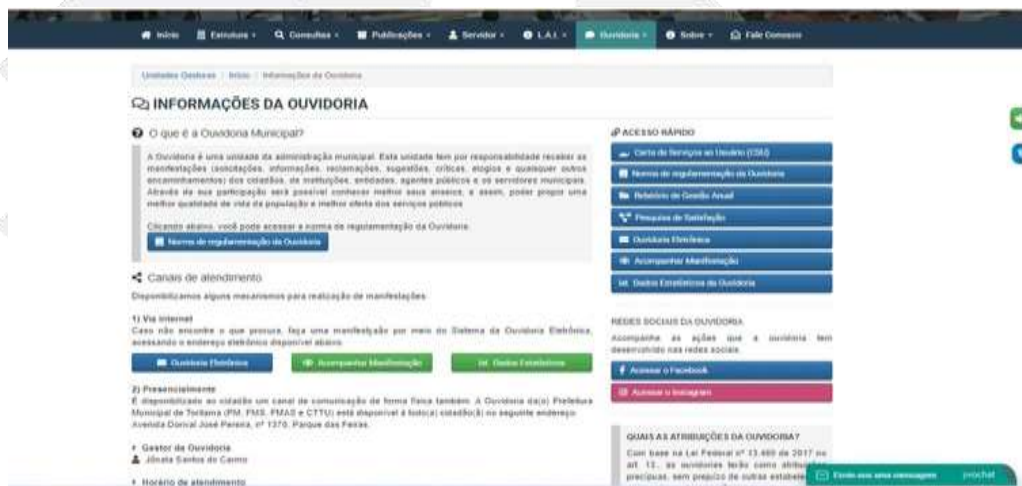 Início Estrutura Consultas Publicações Servidor L.A.I. Ouvidoria Sobre Fale Conosco
Unidades Gestoras / Início / Informações da Ouvidoria
INFORMAÇÕES DA OUVIDORIA
O que é a Ouvidoria Municipal?
A Ouvidoria é uma unidade da administração municipal. Esta unidade tem por responsabilidade receber as
manifestações (solicitações, informações, reclamações, sugestões, críticas, elogios e quaisquer outros
encaminhamentos) dos cidadãos, de instituições, entidades, agentes públicos e os servidores municipais.
Através da sua participação será possível conhecer melhor seus anseios, e assim, poder propor uma
melhor qualidade de vida da população e melhor oferta dos serviços públicos
Clicando abaixo, você pode acessar a norma de regulamentação da Ouvidoria.
Norma de regulamentação da Ouvidoria
Canais de atendimento
Disponibilizamos alguns mecanismos para realização de manifestações
1) Via internet
Caso não encontre o que procura, faça uma manifestação por meio do Sistema da Ouvidoria Eletrônica,
acessando o endereço eletrônico disponível abaixo.
Ouvidoria Eletrônica Acompanhar Manifestação Dados Estatísticos
2) Presencialmente
É disponibilizado ao cidadão um canal de comunicação de forma física também. A Ouvidoria da(o) Prefeitura
Municipal de Toritama (PM, FMS, FMAS e CTTU) está disponível à todo(a) cidadão(ã) no seguinte endereço:
Avenida Dorival José Pereira, nº 1370, Parque das Feiras.
Gestor da Ouvidoria
Jônata Santos do Carmo
Horário de atendimento
ACESSO RÁPIDO
Carta de Serviços ao Usuário (CSU)
Norma de regulamentação da Ouvidoria
Relatório de Gestão Anual
Pesquisa de Satisfação
Ouvidoria Eletrônica
Acompanhar Manifestação
Dados Estatísticos da Ouvidoria
REDES SOCIAIS DA OUVIDORIA
Acompanhe as ações que a ouvidoria tem
desenvolvido nas redes sociais.
Acessar o Facebook
Acessar o Instagram
QUAIS AS ATRIBUIÇÕES DA OUVIDORIA?
Com base na Lei Federal nº 13.460 de 2017 no
art. 13., as ouvidorias terão como atribuições
precípuas, sem prejuízo de outras estabele
Envie-nos uma mensagem prochat